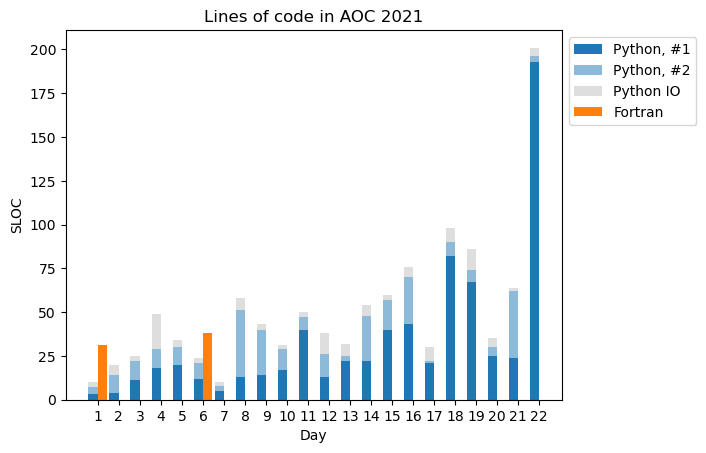 Lines of code in AOC 2021
Python, #1
Python, #2
Python IO
Fortran
200
175
150
125
100
75
50
25
0
SLOC
1 2 3 4 5 6 7 8 9 10 11 12 13 14 15 16 17 18 19 20 21 22
Day